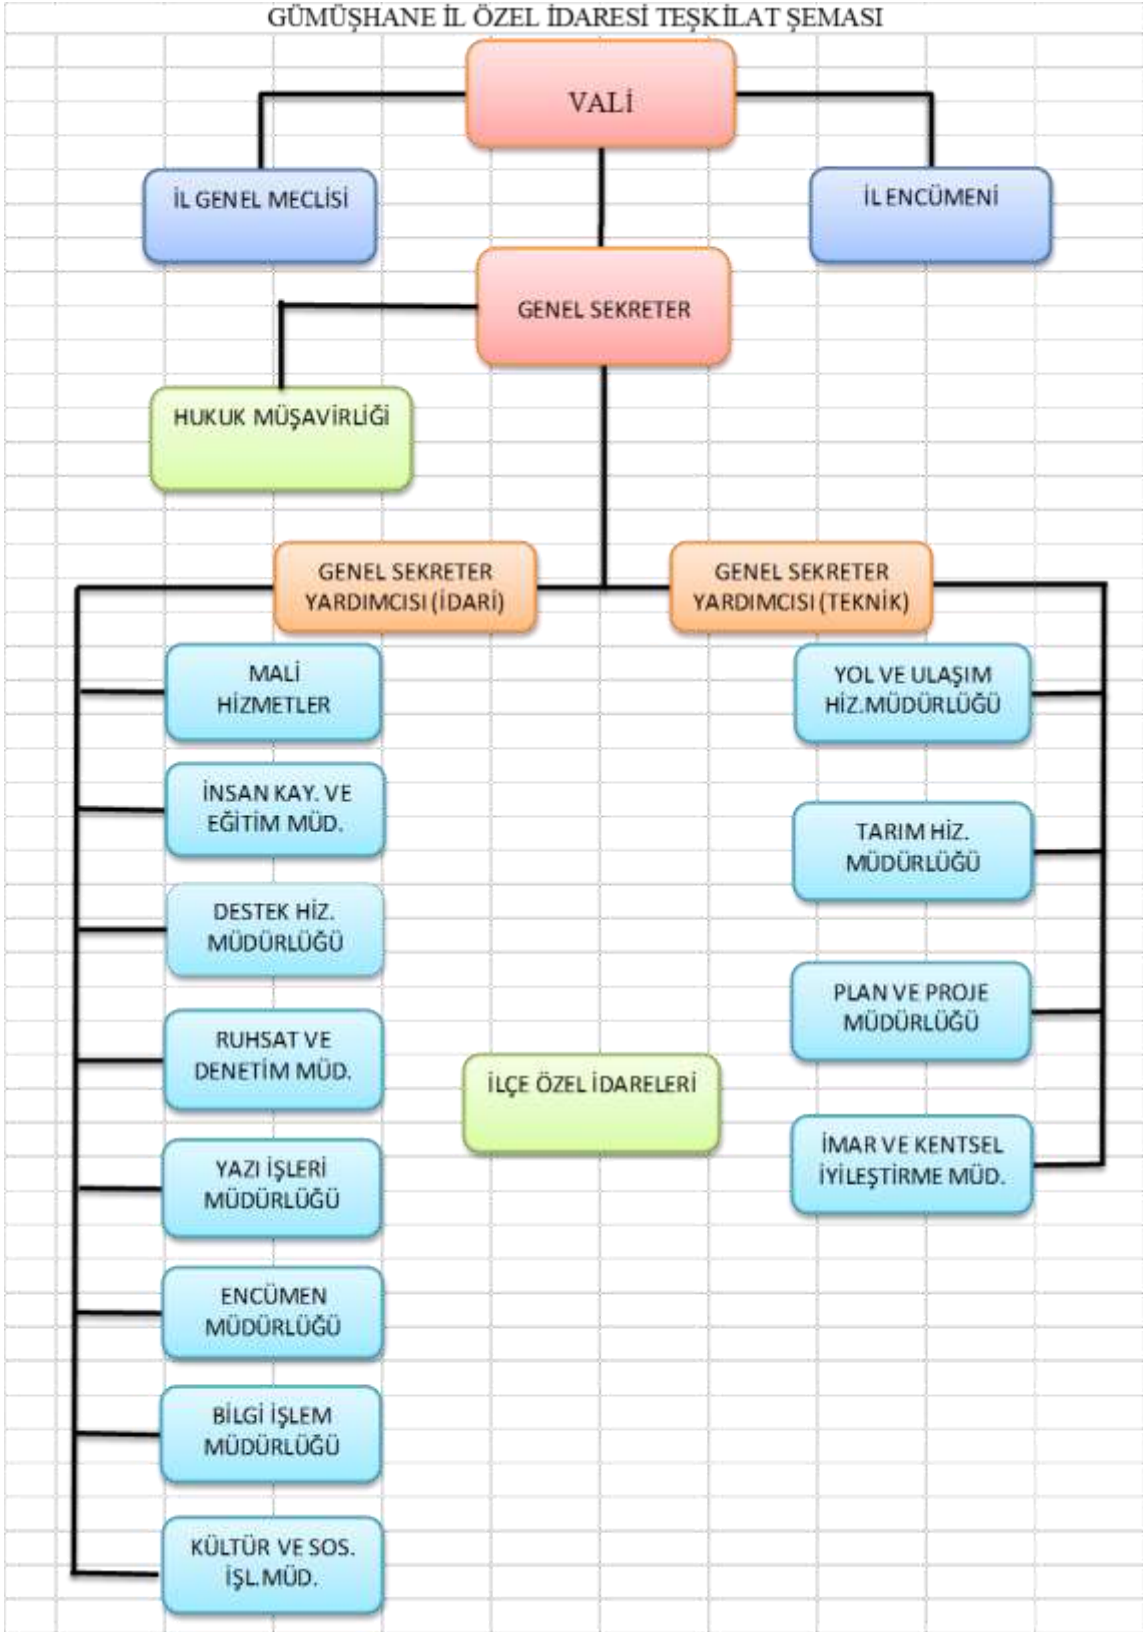 GÜMÜŞHANE İL ÖZEL İDARESİ TEŞKİLAT ŞEMASI
VALİ
İL GENEL MECLİSİ
İL ENCÜMENİ
GENEL SEKRETER
HUKUK MÜŞAVİRLİĞİ
GENEL SEKRETER
YARDIMCISI (İDARİ)
GENEL SEKRETER
YARDIMCISI (TEKNİK)
MALİ
HİZMETLER
İNSAN KAY. VE
EĞİTİM MÜD.
DESTEK HİZ.
MÜDÜRLÜĞÜ
RUHSAT VE
DENETİM MÜD.
YAZI İŞLERİ
MÜDÜRLÜĞÜ
ENCÜMEN
MÜDÜRLÜĞÜ
BİLGİ İŞLEM
MÜDÜRLÜĞÜ
KÜLTÜR VE SOS.
İŞL.MÜD.
İLÇE ÖZEL İDARELERİ
YOL VE ULAŞIM
HİZ.MÜDÜRLÜĞÜ
TARIM HİZ.
MÜDÜRLÜĞÜ
PLAN VE PROJE
MÜDÜRLÜĞÜ
İMAR VE KENTSEL
İYİLEŞTİRME MÜD.